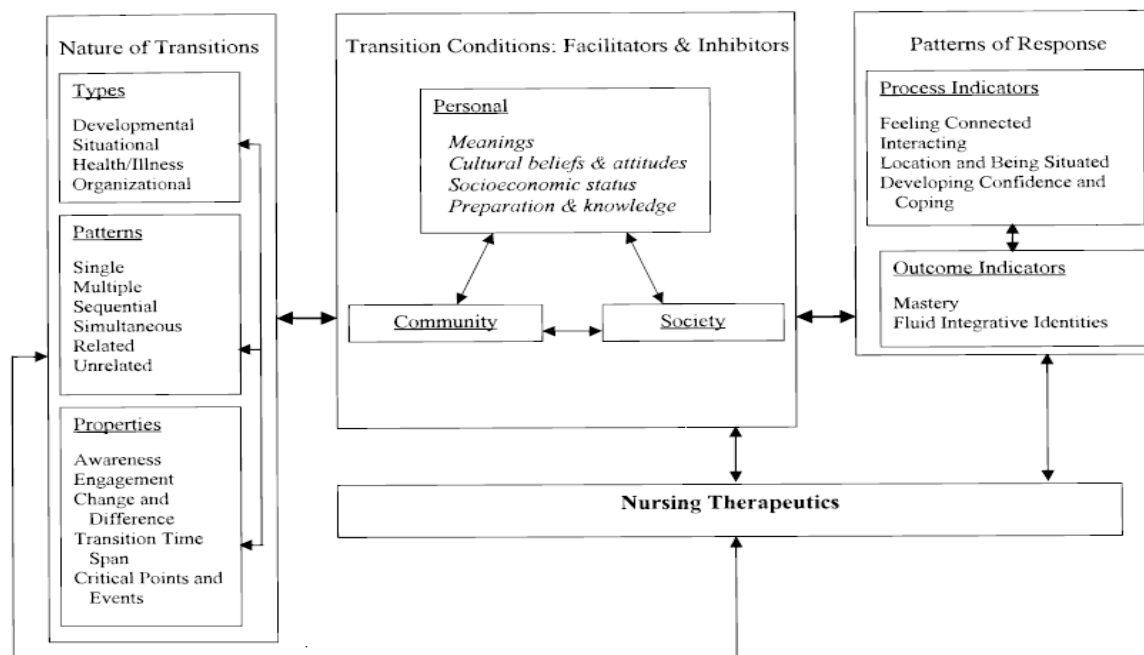 Nature of Transitions
Types
Developmental
Situational
Health/Illness
Organizational
Patterns
Single
Multiple
Sequential
Simultaneous
Related
Unrelated
Properties
Awareness
Engagement
Change and
Difference
Transition Time
Span
Critical Points and
Events
Transition Conditions: Facilitators & Inhibitors
Personal
Meanings
Cultural beliefs & attitudes
Socioeconomic status
Preparation & knowledge
Community
Society
Patterns of Response
Process Indicators
Feeling Connected
Interacting
Location and Being Situated
Developing Confidence and
Coping
Outcome Indicators
Mastery
Fluid Integrative Identities
Nursing Therapeutics